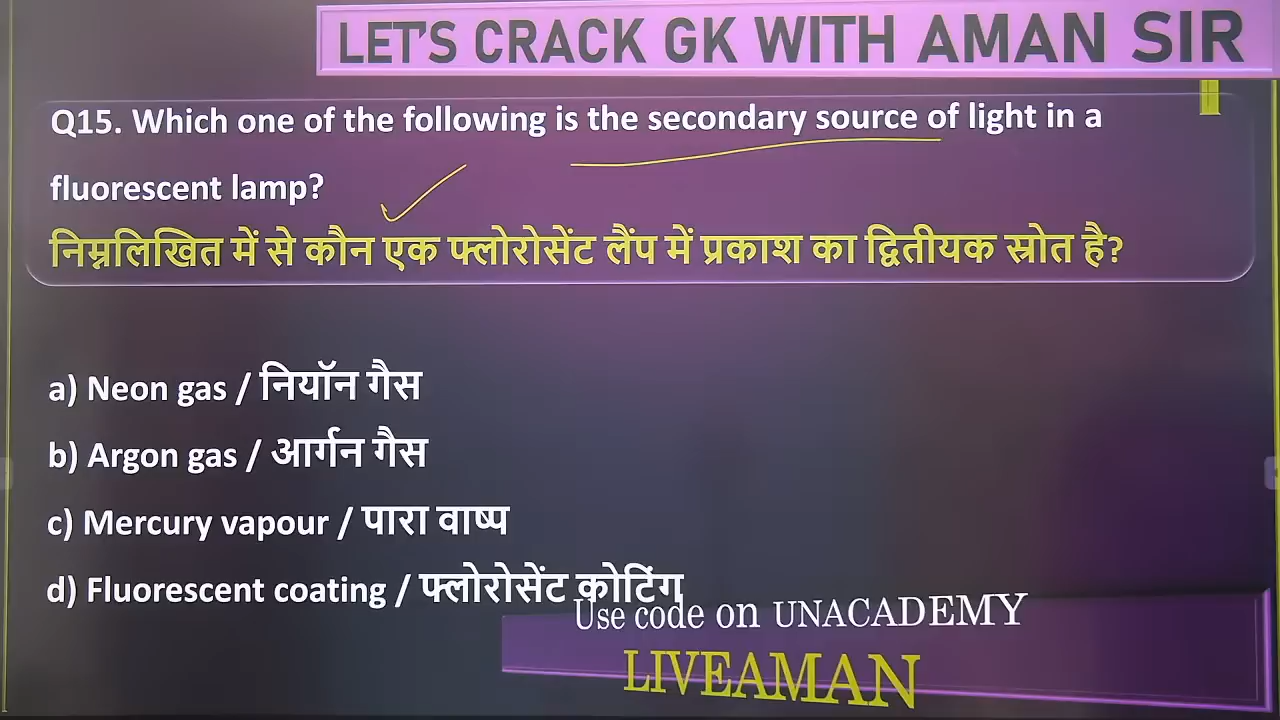 LET'S CRACK GK WITH AMAN SIR
Q15. Which one of the following is the secondary source of light in a
fluorescent lamp?
निम्नलिखित में से कौन एक फ्लोरोसेंट लैंप में प्रकाश का द्वितीयक स्रोत है?
a) Neon gas / नियॉन गैस
b) Argon gas / आर्गन गैस
c) Mercury vapour / पारा वाष्प
d) Fluorescent coating / फ्लोरोसेंट कोटिंग
Use code on UNACADEMY
LIVEAMAN